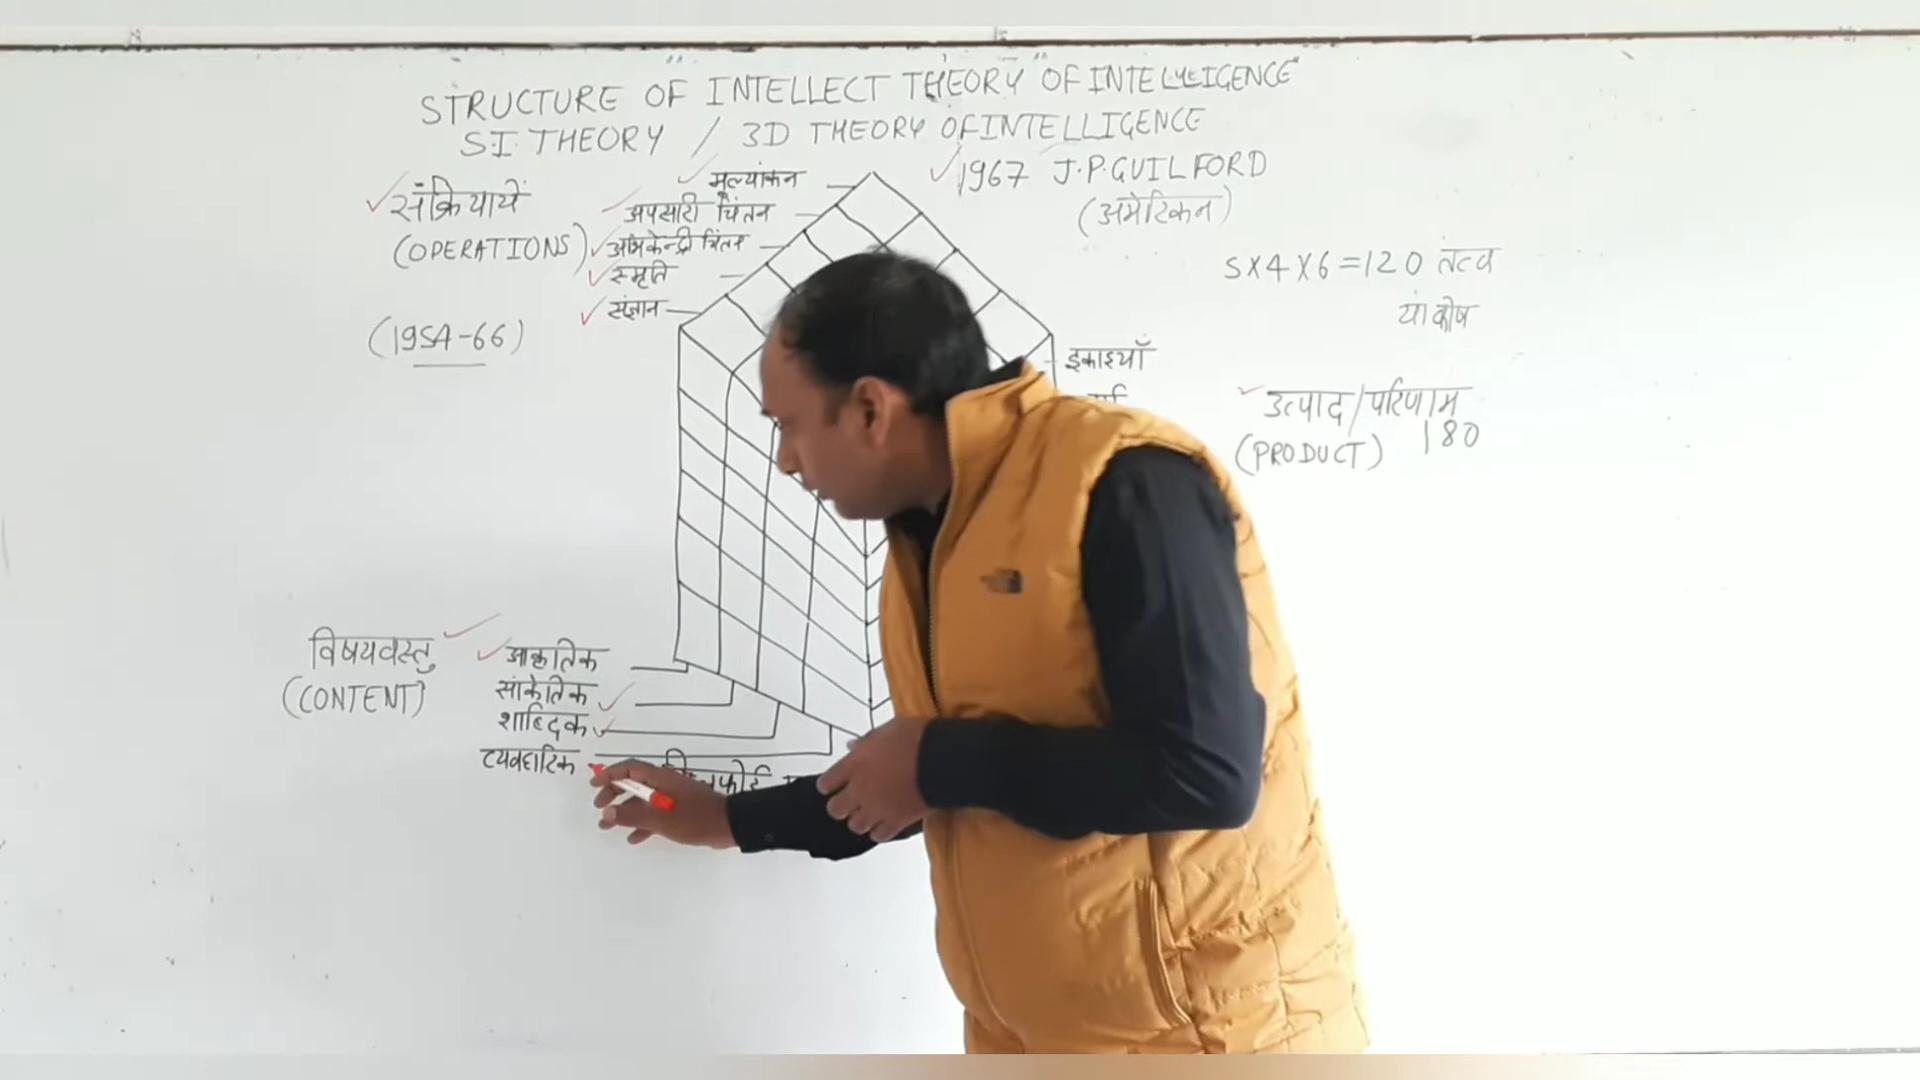 STRUCTURE OF INTELLECT THEORY "OF INTELLIGENCE"
S.I. THEORY / 3D THEORY OF INTELLIGENCE
1967 J.P. GUILFORD
(अमेरिकन)
संक्रियायें
(OPERATIONS)
(1954-66)
मूल्यांकन
अपसारी चिंतन
अभिकेन्द्री चिंतन
स्मृति
संज्ञान
5X4X6=120 तत्व
या कोष
इकाइयाँ
उत्पाद/परिणाम
(PRODUCT) 180
विषयवस्तु
(CONTENT)
आकृतिक
सांकेतिक
शाब्दिक
व्यवहारिक